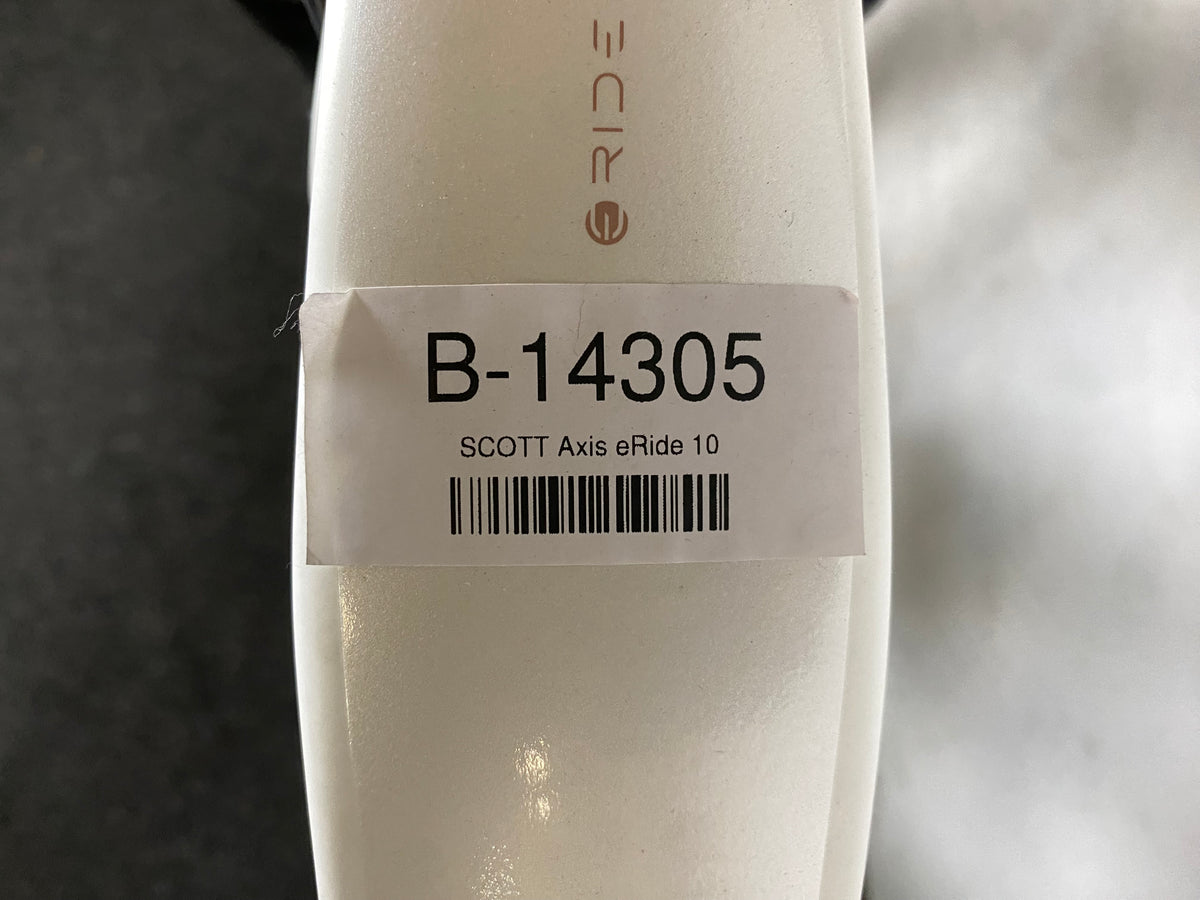 eRIDE
B-14305
SCOTT Axis eRide 10